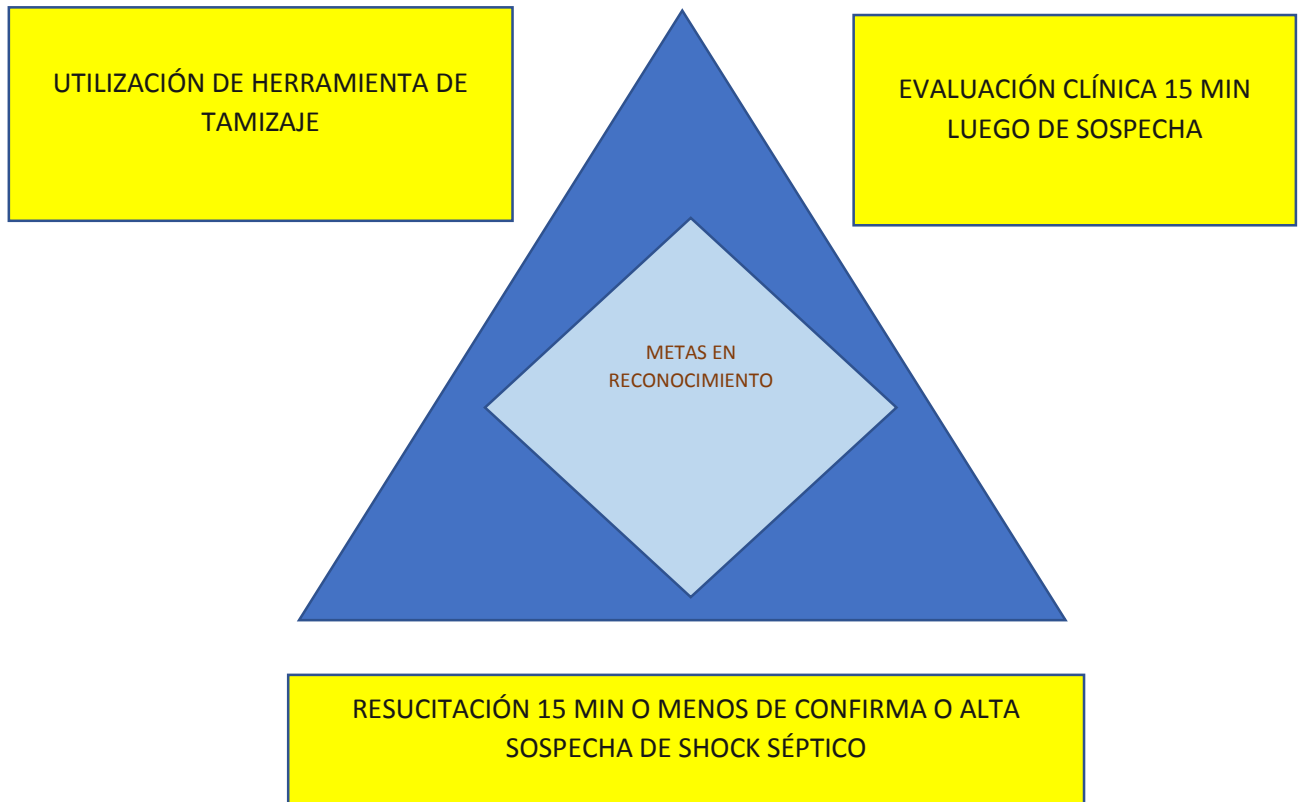 UTILIZACIÓN DE HERRAMIENTA DE
TAMIZAJE
EVALUACIÓN CLÍNICA 15 MIN
LUEGO DE SOSPECHA
METAS EN
RECONOCIMIENTO
RESUCITACIÓN 15 MIN O MENOS DE CONFIRMA O ALTA
SOSPECHA DE SHOCK SÉPTICO